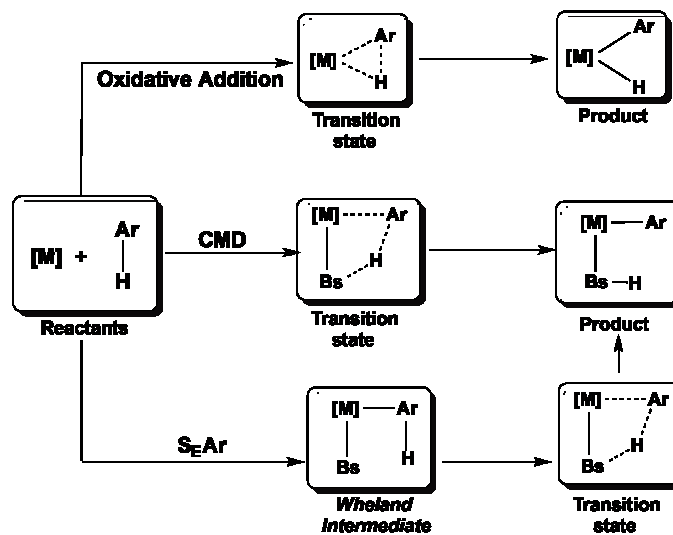 [M]
Ar
H
Oxidative Addition
Transition
state
[M]
Ar
H
Product
[M] +
Ar
H
Reactants
CMD
[M]
Ar
H
Bs
Transition
state
[M]
Ar
Bs
H
Product
SEAr
[M]
Ar
Bs
H
Wheland
Intermediate
[M]
Ar
H
Bs
Transition
state